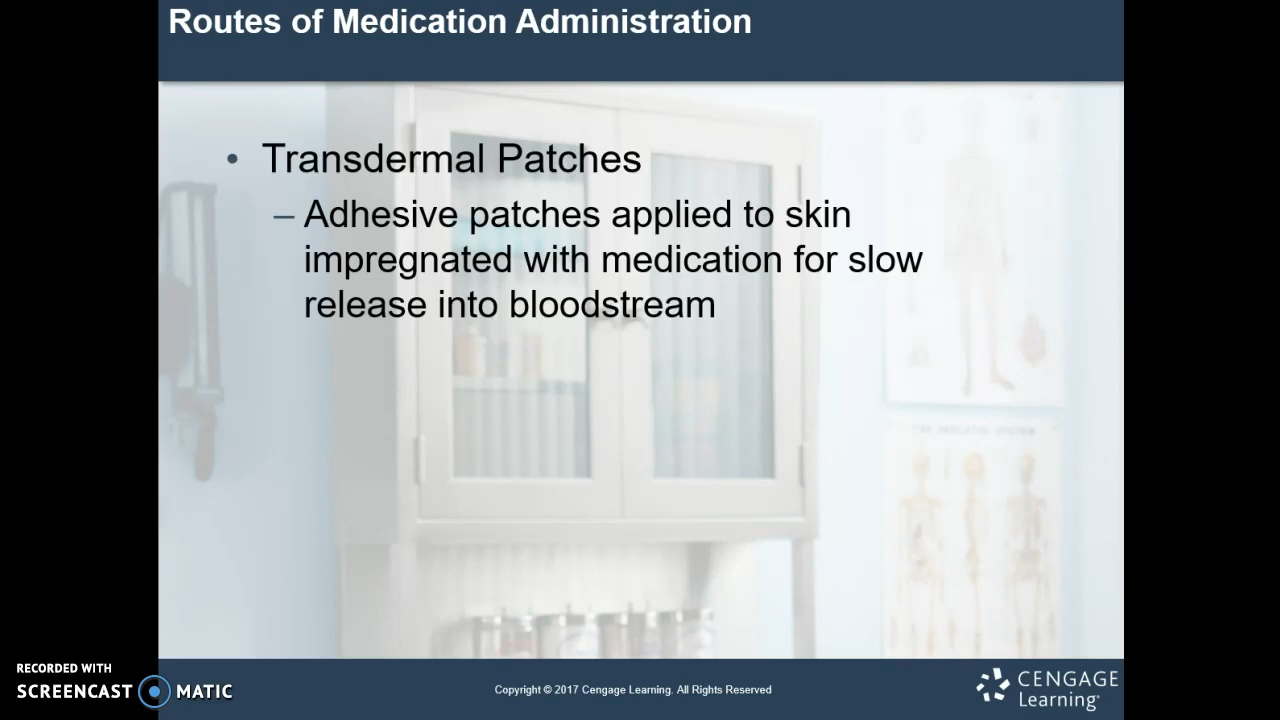 Routes of Medication Administration
• Transdermal Patches
– Adhesive patches applied to skin
impregnated with medication for slow
release into bloodstream
RECORDED WITH
SCREENCAST MATIC
Copyright © 2017 Cengage Learning. All Rights Reserved
CENGAGE
Learning